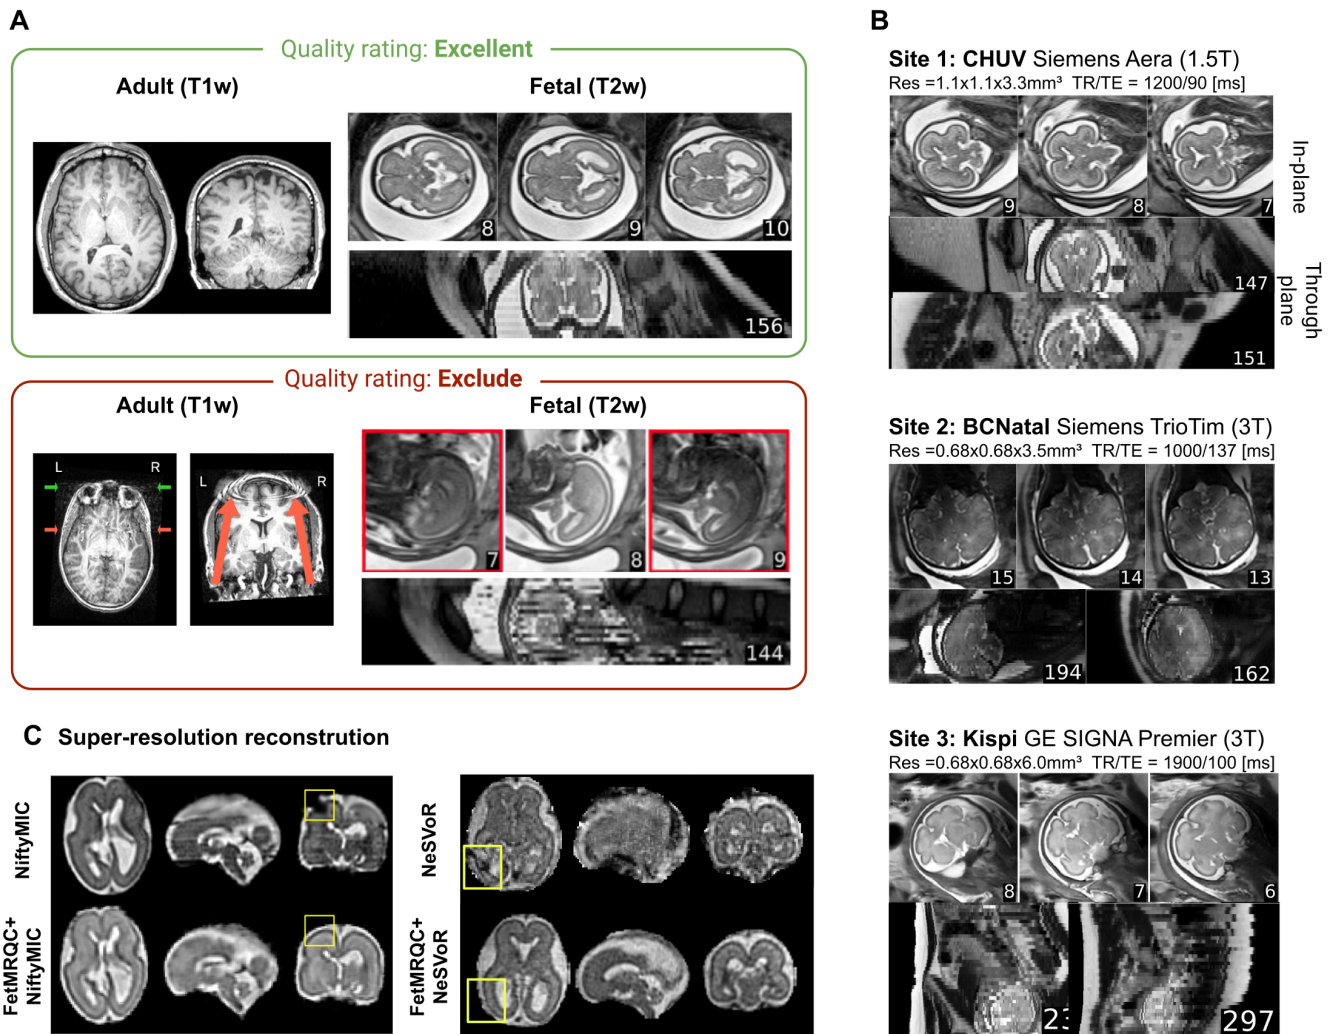 A
Quality rating: Excellent
Adult (T1w)
Fetal (T2w)
8
9
10
156
Quality rating: Exclude
Adult (T1w)
Fetal (T2w)
L
R
L
R
7
8
9
144
B
Site 1: CHUV Siemens Aera (1.5T)
Res =1.1x1.1x3.3mm³ TR/TE = 1200/90 [ms]
9
8
7
In-plane
147
151
Through
plane
Site 2: BCNatal Siemens TrioTim (3T)
Res =0.68x0.68x3.5mm³ TR/TE = 1000/137 [ms]
15
14
13
194
162
Site 3: Kispi GE SIGNA Premier (3T)
Res =0.68x0.68x6.0mm³ TR/TE = 1900/100 [ms]
8
7
6
297
C Super-resolution reconstrution
NiftyMIC
NeSVoR
FetMRQC+
NiftyMIC
FetMRQC+
NeSVoR